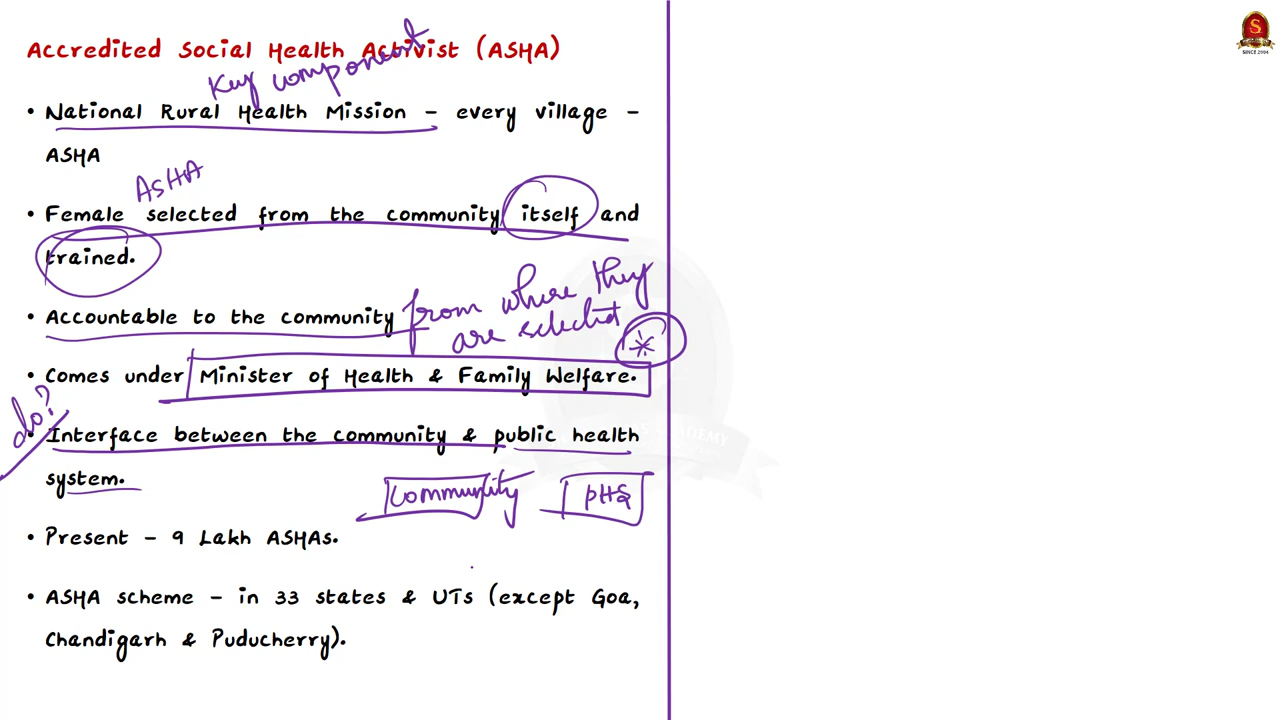 Accredited Social Health Activist (ASHA)
Key component
• National Rural Health Mission – every village –
ASHA
ASHA
• Female selected from the community itself and
trained.
• Accountable to the community from where they
are selected
• Comes under Minister of Health & Family Welfare.
do?
• Interface between the community & public health
system.
Community PHS
• Present – 9 Lakh ASHAs.
• ASHA scheme – in 33 states & UTs (except Goa,
Chandigarh & Puducherry).
S
SINCE 2004